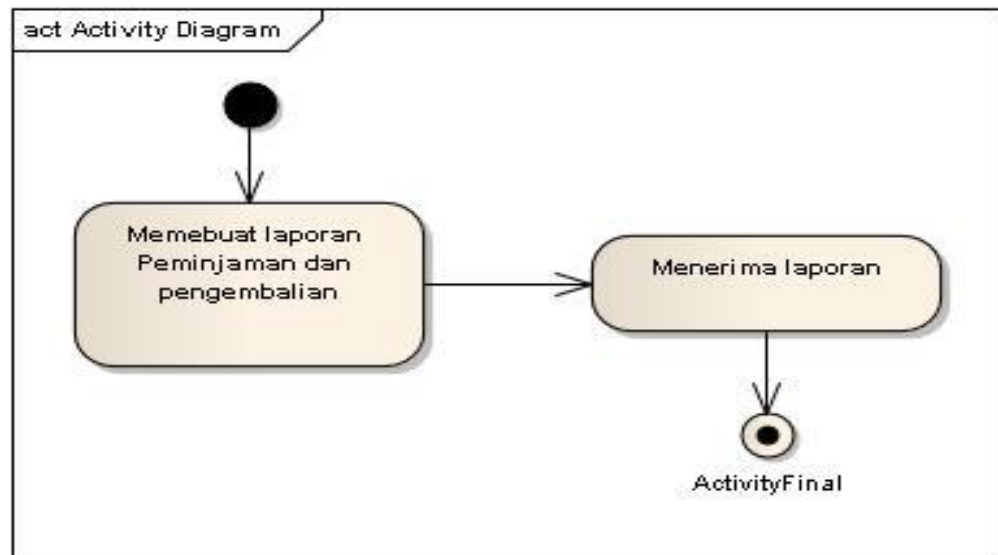 act Activity Diagram
Memebuat laporan
Peminjaman dan
pengembalian
Menerima laporan
ActivityFinal